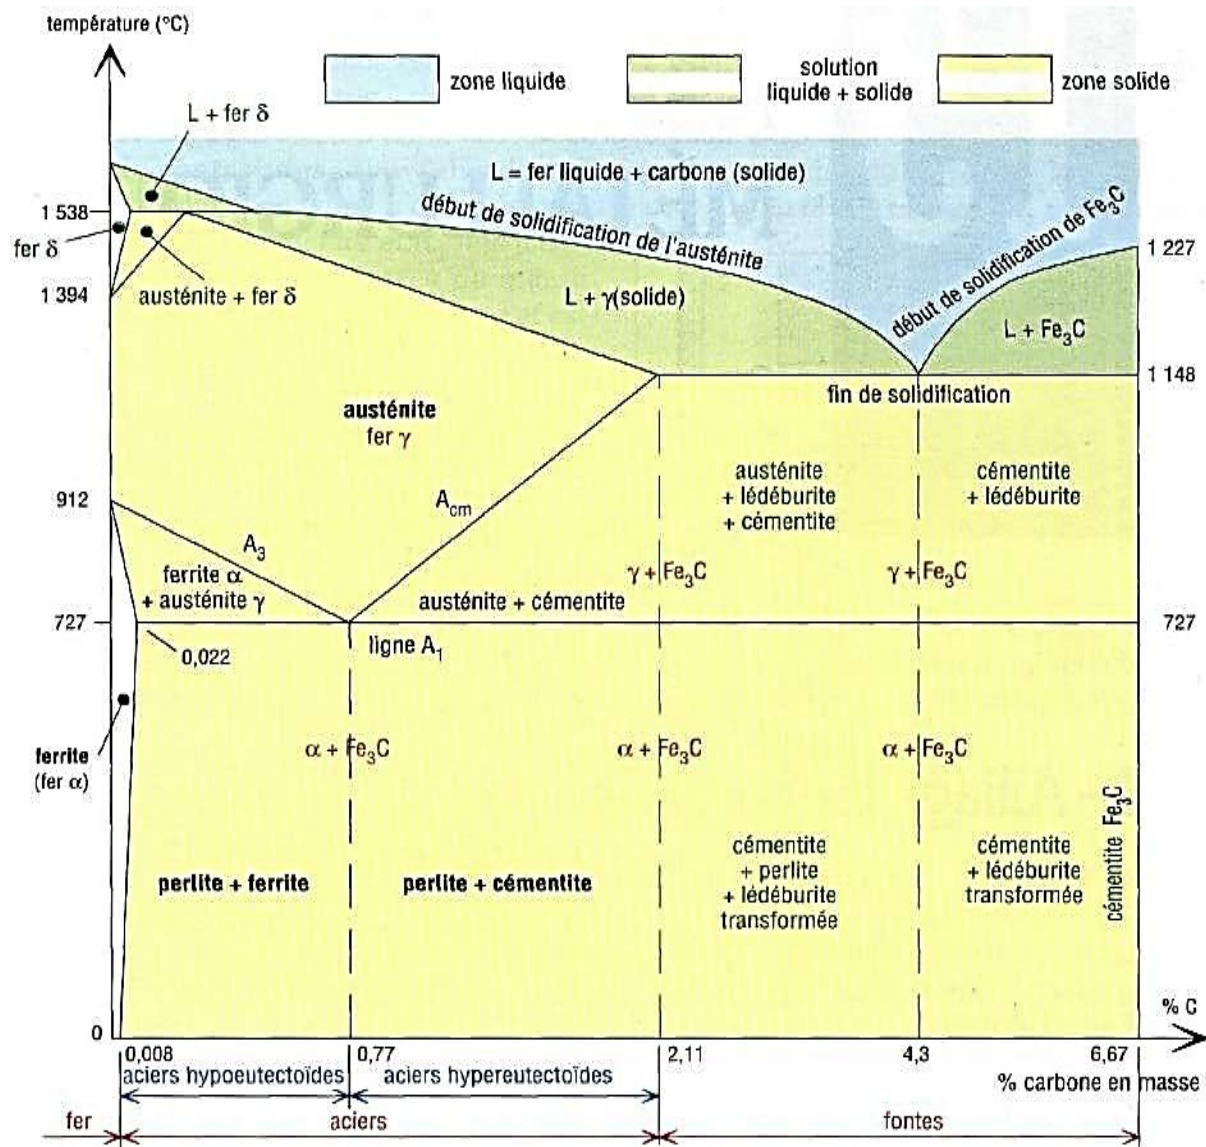 température (°C)
zone liquide
solution
liquide + solide
zone solide
L + fer δ
L = fer liquide + carbone (solide)
début de solidification de l'austénite
début de solidification de Fe₃C
1 538
fer δ
1 227
austénite + fer δ
1 394
L + γ(solide)
L + Fe₃C
1 148
fin de solidification
austénite
fer γ
austénite
+ lédéburite
+ cémentite
cémentite
+ lédéburite
912
A₃
Acm
ferrite α
+ austénite γ
γ + Fe₃C
γ + Fe₃C
austénite + cémentite
727
727
0,022
ligne A₁
ferrite
(fer α)
α + Fe₃C
α + Fe₃C
α + Fe₃C
cémentite Fe₃C
perlite + ferrite
perlite + cémentite
cémentite
+ perlite
+ lédéburite
transformée
cémentite
+ lédéburite
transformée
0
% C
0,008
0,77
2,11
4,3
6,67
aciers hypoeutectoïdes
aciers hypereutectoïdes
% carbone en masse
fer
aciers
fontes